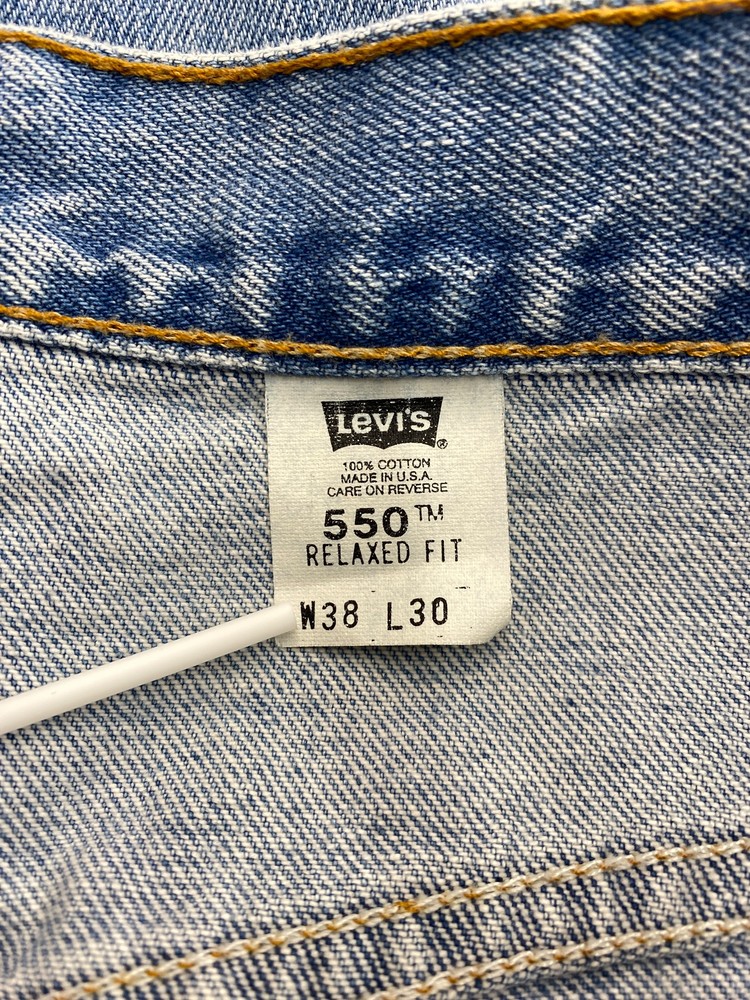 Levi's ®
100% COTTON
MADE IN U.S.A.
CARE ON REVERSE
550™
RELAXED FIT
W38 L30